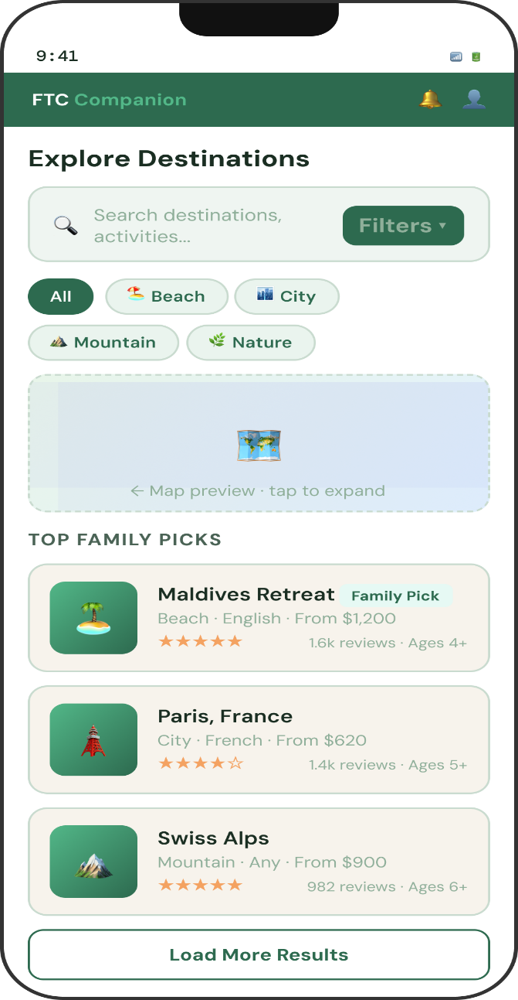 9:41
FTC Companion
Explore Destinations
Search destinations,
activities...
Filters ▾
All
Beach
City
Mountain
Nature
← Map preview · tap to expand
TOP FAMILY PICKS
Maldives Retreat Family Pick
Beach · English · From $1,200
★★★★★ 1.6k reviews · Ages 4+
Paris, France
City · French · From $620
★★★★☆ 1.4k reviews · Ages 5+
Swiss Alps
Mountain · Any · From $900
★★★★★ 982 reviews · Ages 6+
Load More Results